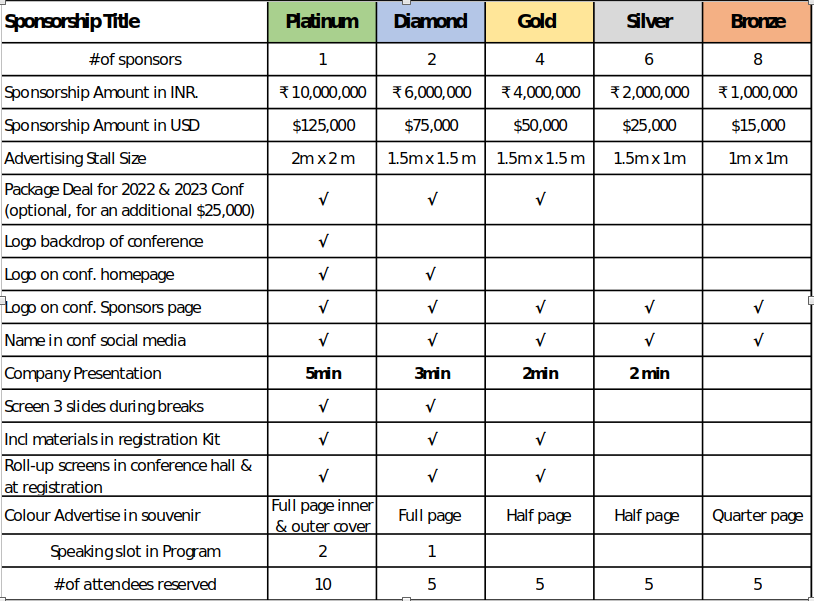 Sponsorship Title Platinum Diamond Gold Silver Bronze
# of sponsors 1 2 4 6 8
Sponsorship Amount in INR. ₹ 10,000,000 ₹ 6,000,000 ₹ 4,000,000 ₹ 2,000,000 ₹ 1,000,000
Sponsorship Amount in USD $125,000 $75,000 $50,000 $25,000 $15,000
Advertising Stall Size 2m x 2 m 1.5m x 1.5 m 1.5m x 1.5 m 1.5m x 1m 1m x 1m
Package Deal for 2022 & 2023 Conf
(optional, for an additional $25,000) √ √ √
Logo backdrop of conference √
Logo on conf. homepage √ √
Logo on conf. Sponsors page √ √ √ √ √
Name in conf social media √ √ √ √ √
Company Presentation 5min 3min 2min 2 min
Screen 3 slides during breaks √ √
Incl materials in registration Kit √ √ √
Roll-up screens in conference hall &
at registration √ √ √
Colour Advertise in souvenir Full page inner
& outer cover Full page Half page Half page Quarter page
Speaking slot in Program 2 1
# of attendees reserved 10 5 5 5 5